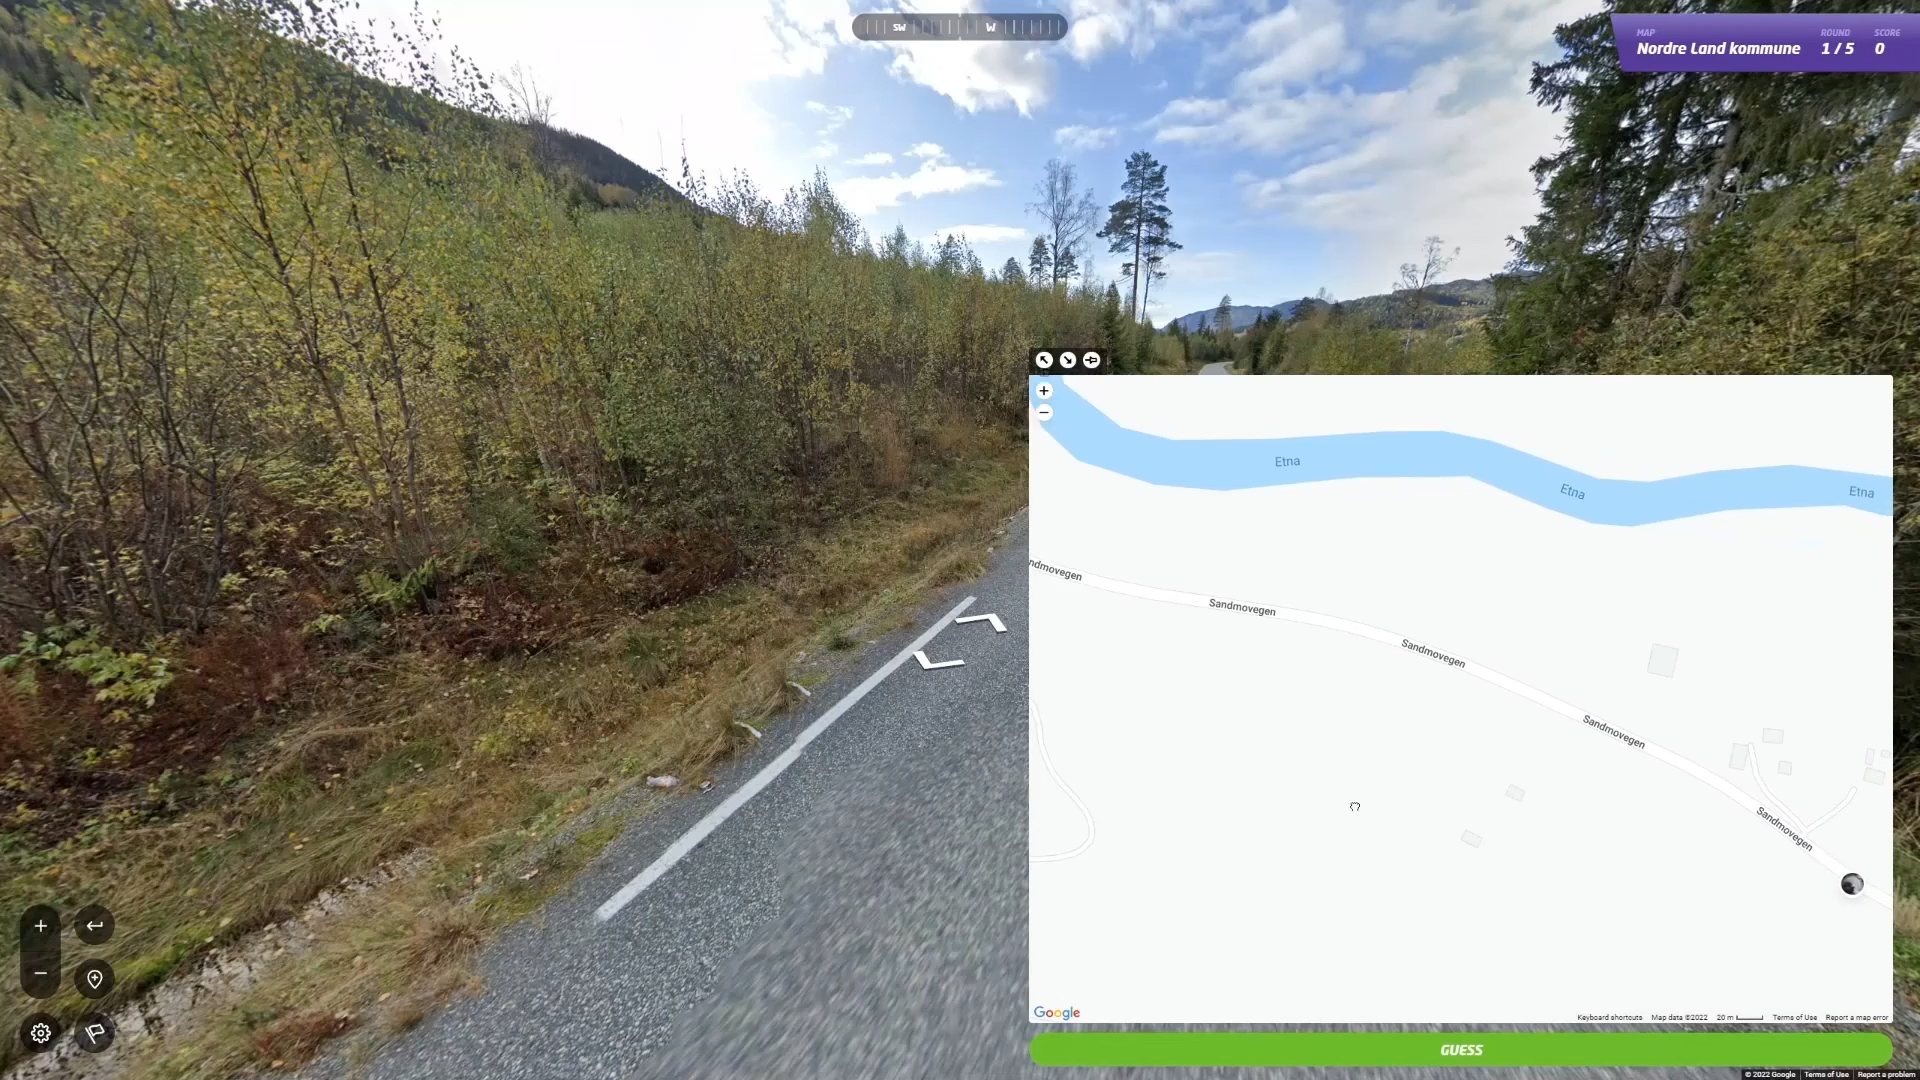 SW
W
MAP
Nordre Land kommune
ROUND
1 / 5
SCORE
0
Etna
Etna
Etna
ndmovegen
Sandmovegen
Sandmovegen
Sandmovegen
Sandmovegen
Google
Keyboard shortcuts
Map data ©2022
20 m
Terms of Use
Report a map error
GUESS
© 2022 Google
Terms of Use
Report a problem